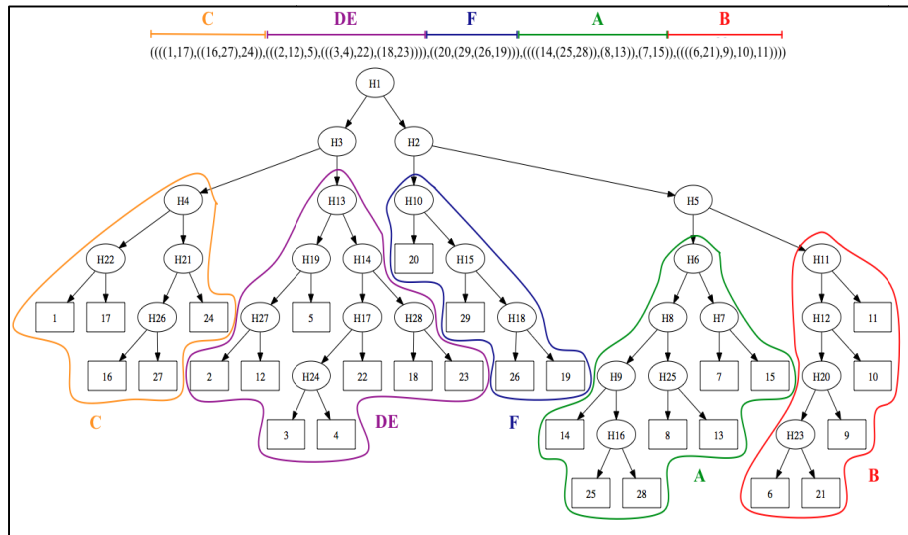 C DE F A B
((((1,17),((16,27),24)),(((2,12),5),(((3,4),22),(18,23)))),((20,(29,(26,19))),((((14,(25,28)),(8,13)),(7,15)),((((6,21),9),10),11))))
H1
H3 H2
H4 H13 H10 H5
H22 H21 H19 H14 20 H15 H6 H11
1 17 H26 24 H27 5 H17 H28 29 H18 H8 H7 H12 11
16 27 2 12 H24 22 18 23 26 19 H9 H25 7 15 H20 10
C DE F
3 4 14 H16 8 13 H23 9
A B
25 28 6 21